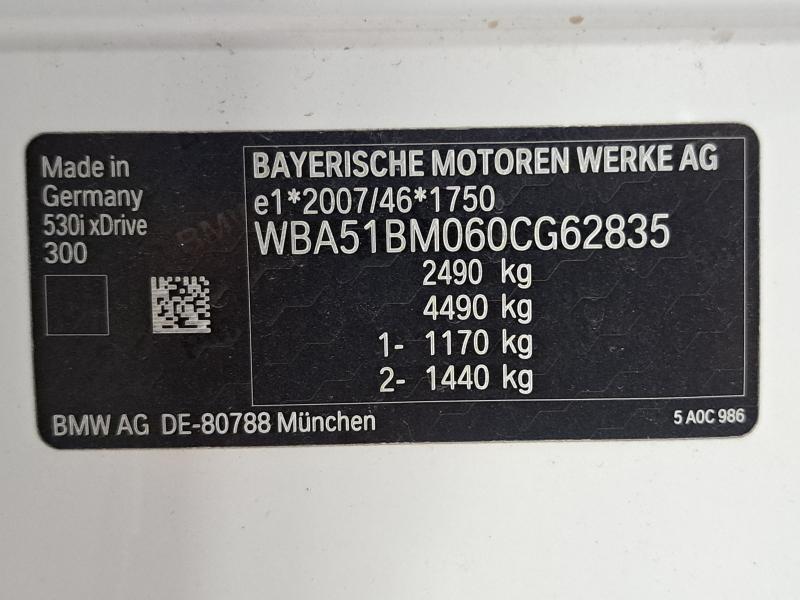 Made in
Germany
530i xDrive
300
BAYERISCHE MOTOREN WERKE AG
e1*2007/46*1750
WBA51BM060CG62835
2490 kg
4490 kg
1- 1170 kg
2- 1440 kg
BMW AG DE-80788 München
5 A0C 986